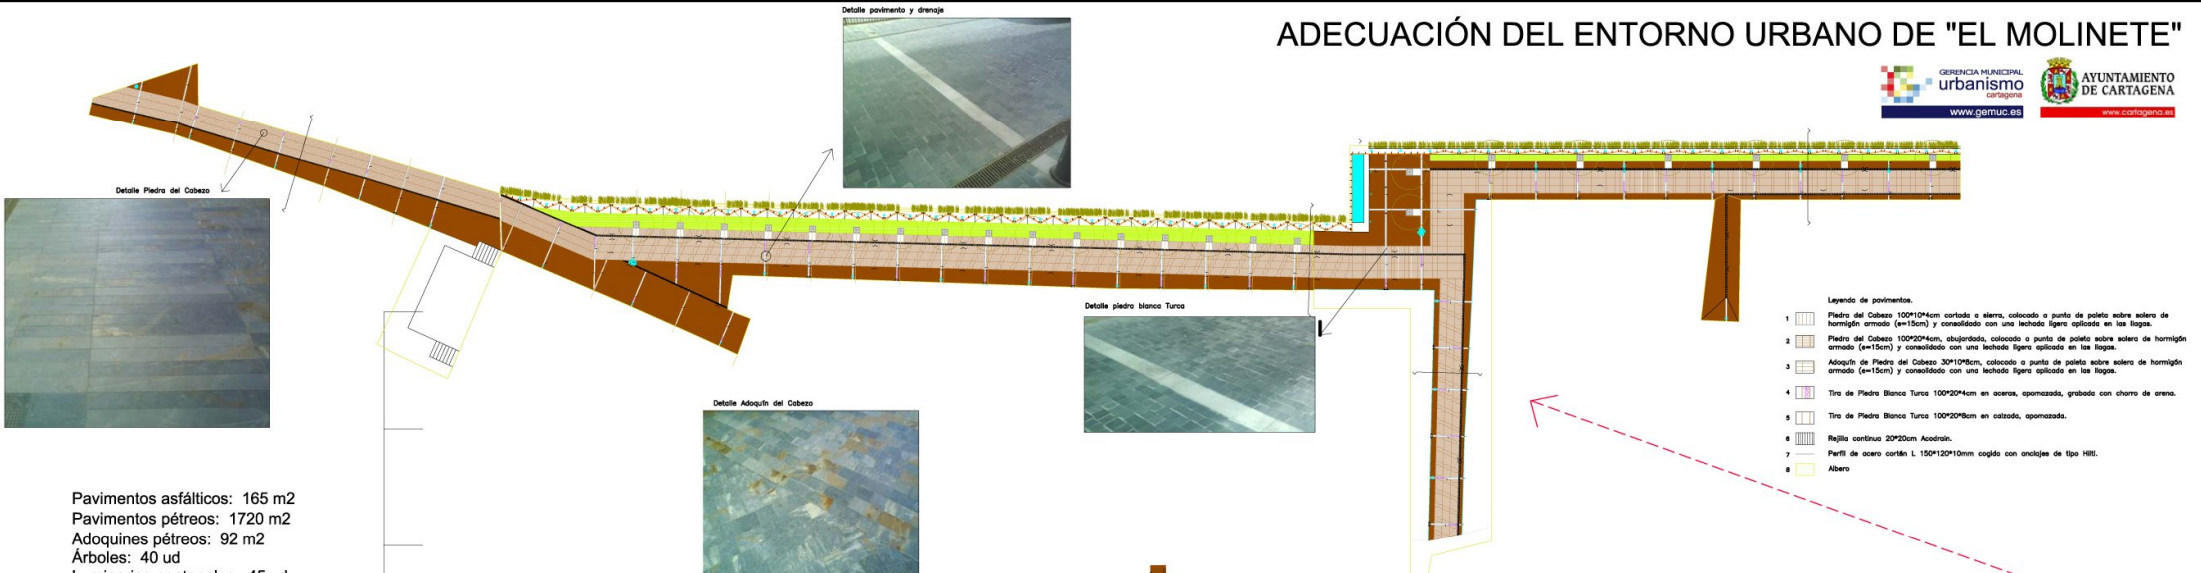 Detalle pavimento y drenaje
ADECUACIÓN DEL ENTORNO URBANO DE "EL MOLINETE"
GERENCIA MUNICIPAL
urbanismo
cartagena
www.gemuc.es
AYUNTAMIENTO
DE CARTAGENA
www.cartagena.es
Detalle Piedra del Cabezo
Detalle piedra blanca Turca
Detalle Adoquín del Cabezo
Leyenda de pavimentos.
1 Piedra del Cabezo 100*10*4cm cortada a sierra, colocado a punta de paleta sobre solera de
hormigón armado (e=15cm) y consolidado con una lechada ligera aplicada en las llagas.
2 Piedra del Cabezo 100*20*4cm, abujardada, colocado a punta de paleta sobre solera de hormigón
armado (e=15cm) y consolidado con una lechada ligera aplicada en las llagas.
3 Adoquín de Piedra del Cabezo 30*10*8cm, colocado a punta de paleta sobre solera de hormigón
armado (e=15cm) y consolidado con una lechada ligera aplicada en las llagas.
4 Tira de Piedra Blanca Turca 100*20*4cm en aceras, apomazada, grabada con chorro de arena.
5 Tira de Piedra Blanca Turca 100*20*8cm en calzada, apomazada.
6 Rejilla continua 20*20cm Acodrain.
7 Perfil de acero cortén L 150*120*10mm cogido con anclajes de tipo Hilti.
8 Albero
Pavimentos asfálticos: 165 m2
Pavimentos pétreos: 1720 m2
Adoquines pétreos: 92 m2
Árboles: 40 ud